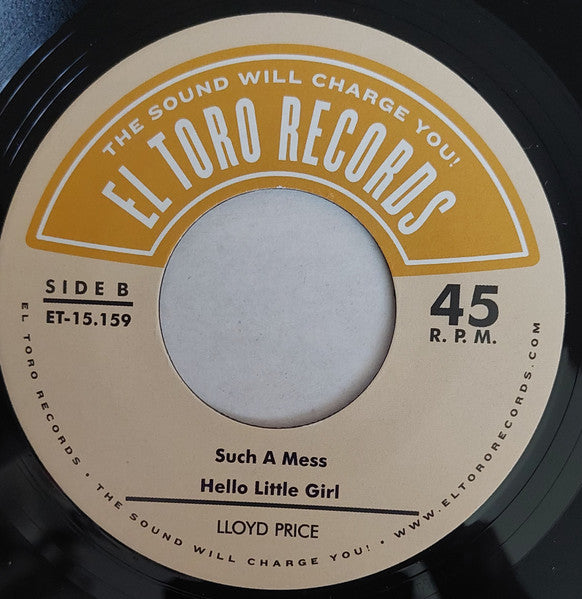 THE SOUND WILL CHARGE YOU!
EL TORO RECORDS
SIDE B
ET-15.159
45
R.P.M.
Such A Mess
Hello Little Girl
LLOYD PRICE
EL TORO RECORDS • THE SOUND WILL CHARGE YOU! • WWW.ELTORORECORDS.COM